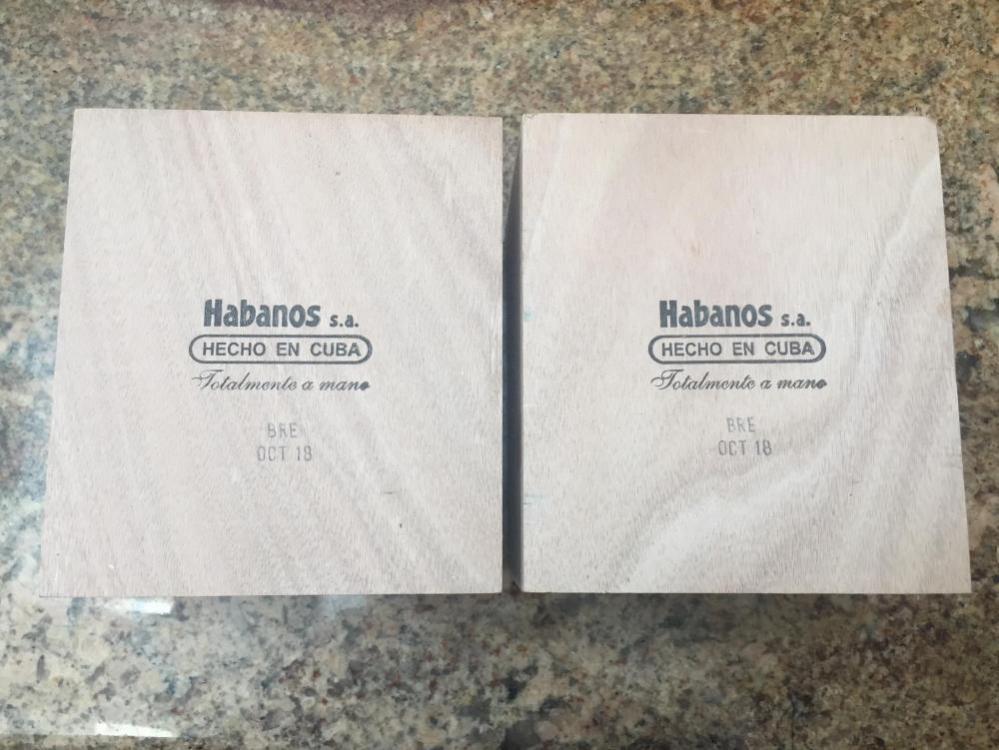 Habanos s.a.
HECHO EN CUBA
Totalmente a mano
BRE
OCT 18
Habanos s.a.
HECHO EN CUBA
Totalmente a mano
BRE
OCT 18